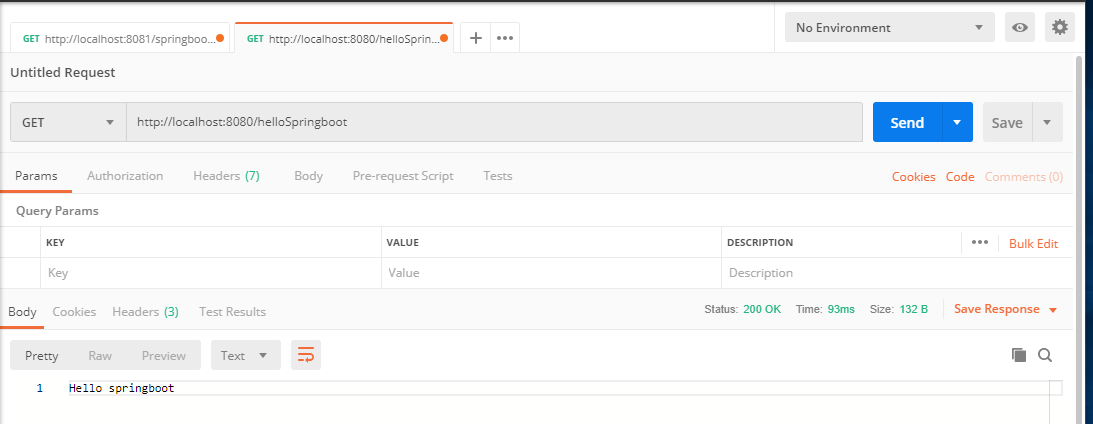 GET http://localhost:8081/springboo... GET http://localhost:8080/helloSprin... No Environment
Untitled Request
GET http://localhost:8080/helloSpringboot Send Save
Params Authorization Headers (7) Body Pre-request Script Tests Cookies Code Comments (0)
Query Params
KEY VALUE DESCRIPTION Bulk Edit
Key Value Description
Body Cookies Headers (3) Test Results Status: 200 OK Time: 93ms Size: 132 B Save Response
Pretty Raw Preview Text
1 Hello springboot